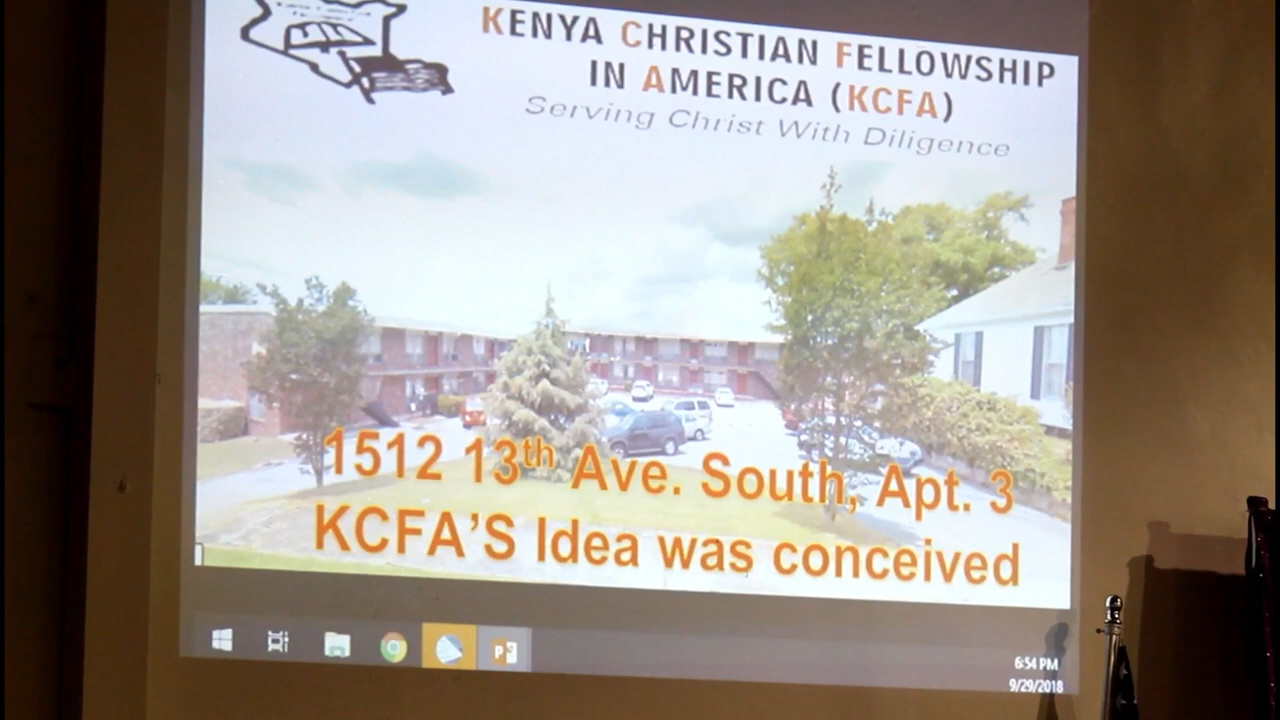 KENYA CHRISTIAN FELLOWSHIP
IN AMERICA (KCFA)
Serving Christ With Diligence
1512 13th Ave. South, Apt. 3
KCFA'S Idea was conceived
6:54 PM
9/29/2018